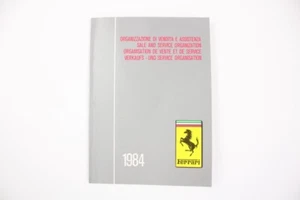 ORGANIZZAZIONE DI VENDITA E ASSISTENZA
SALE AND SERVICE ORGANIZATION
ORGANISATION DE VENTE ET DE SERVICE
VERKAUFS - UND SERVICE ORGANISATION
1984
Ferrari